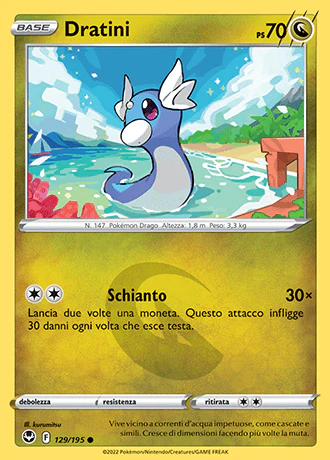 BASE Dratini PS70
N. 147 Pokémon Drago Altezza: 1,8 m Peso: 3,3 kg
Schianto 30×
Lancia due volte una moneta. Questo attacco infligge
30 danni ogni volta che esce testa.
debolezza resistenza ritirata
Ill. kurumitsu
F 129/195
Vive vicino a correnti d'acqua impetuose, come cascate e
simili. Cresce di dimensioni facendo più volte la muta.
©2022 Pokémon/Nintendo/Creatures/GAME FREAK